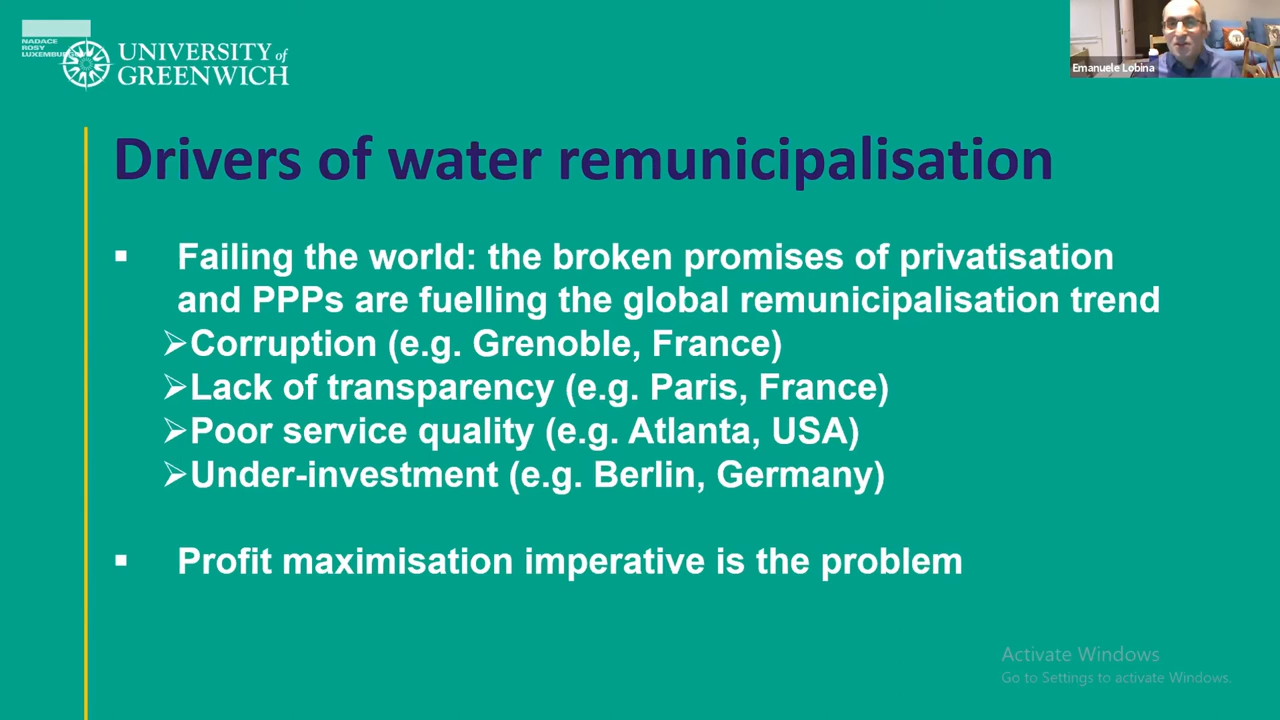 NADACE
ROSY
LUXEMBURG
UNIVERSITY of
GREENWICH
Emanuele Lobina
Drivers of water remunicipalisation
▪ Failing the world: the broken promises of privatisation
and PPPs are fuelling the global remunicipalisation trend
➢Corruption (e.g. Grenoble, France)
➢Lack of transparency (e.g. Paris, France)
➢Poor service quality (e.g. Atlanta, USA)
➢Under-investment (e.g. Berlin, Germany)
▪ Profit maximisation imperative is the problem
Activate Windows
Go to Settings to activate Windows.